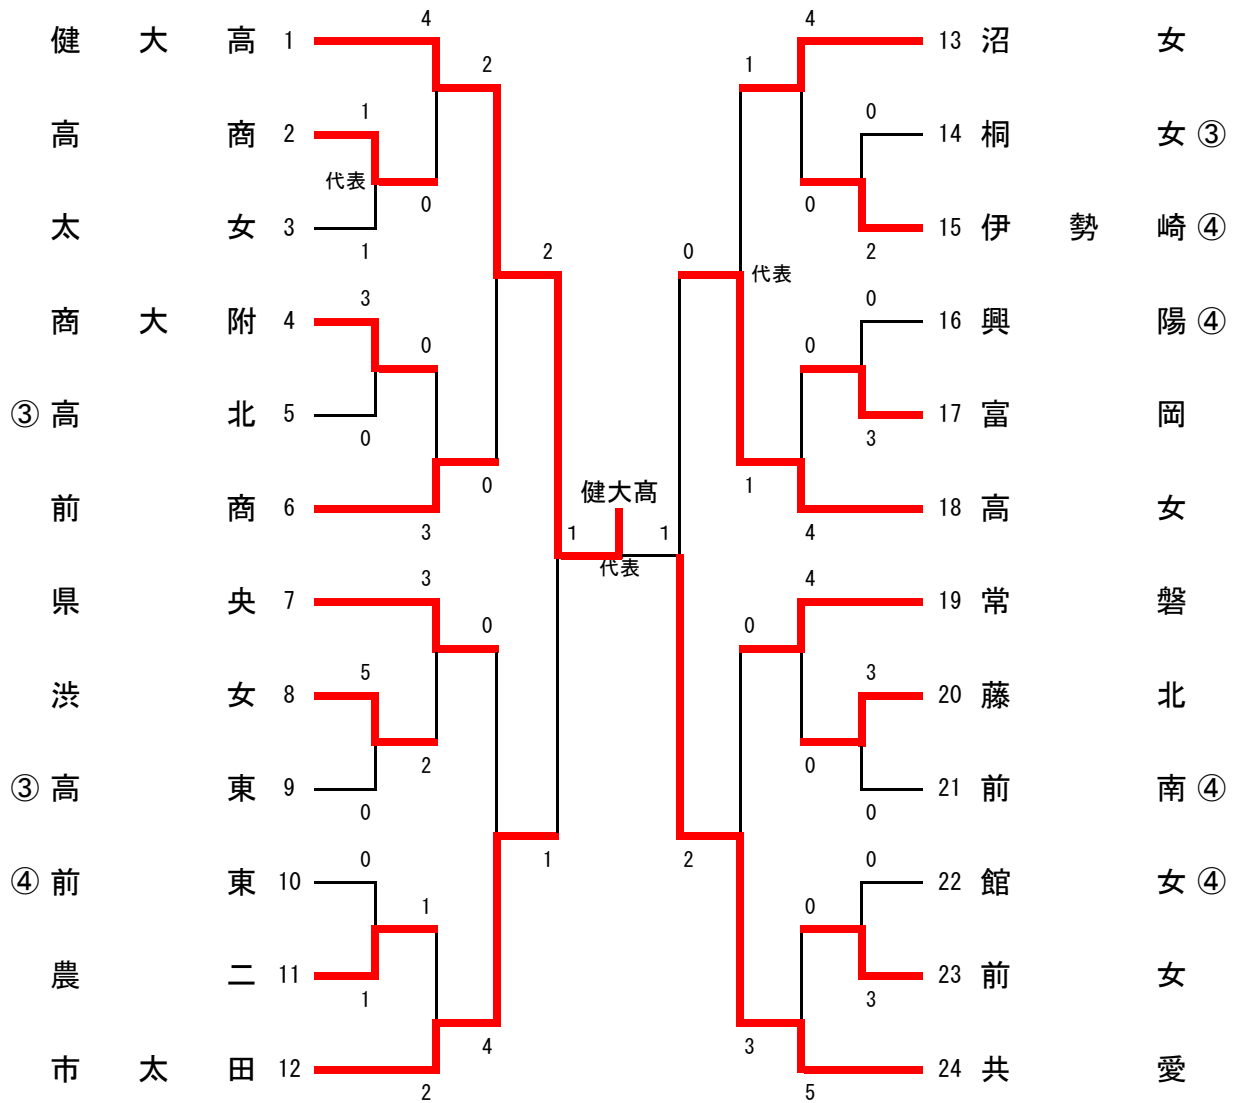 4
健大高 1
2
1
高商 2
代表
0
太女 3
1
2
3
商大附 4
0
③ 高北 5
0
0
前商 6
3
健大髙
1
1
代表
3
県央 7
0
5
渋女 8
2
③ 高東 9
0
1
0
④ 前東 10
1
農二 11
1
4
市太田 12
2
4
13 沼女
1
0
14 桐女 ③
0
15 伊勢崎 ④
2
0
代表
0
16 興陽 ④
0
17 富岡
3
1
18 高女
4
4
19 常磐
0
3
20 藤北
0
21 前南 ④
0
2
0
22 館女 ④
0
23 前女
3
3
24 共愛
5